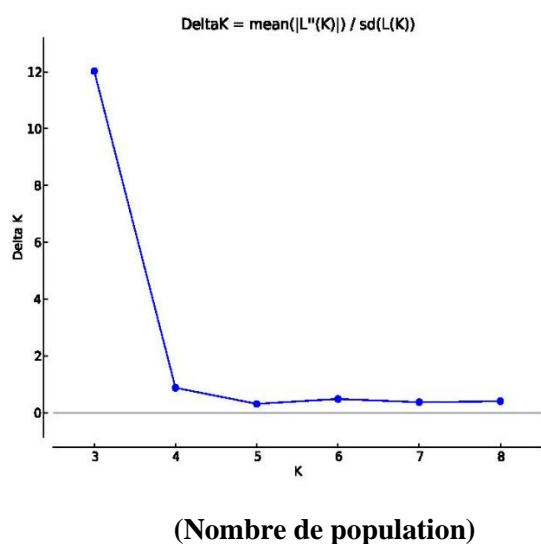 DeltaK = mean(|L"(K)|) / sd(L(K))
12
10
8
6
4
2
0
Delta K
3 4 5 6 7 8
K
(Nombre de population)